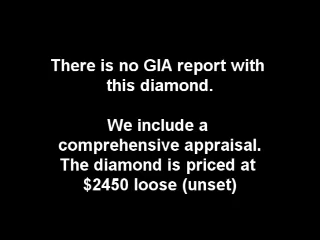 There is no GIA report with
this diamond.
We include a
comprehensive appraisal.
The diamond is priced at
$2450 loose (unset)